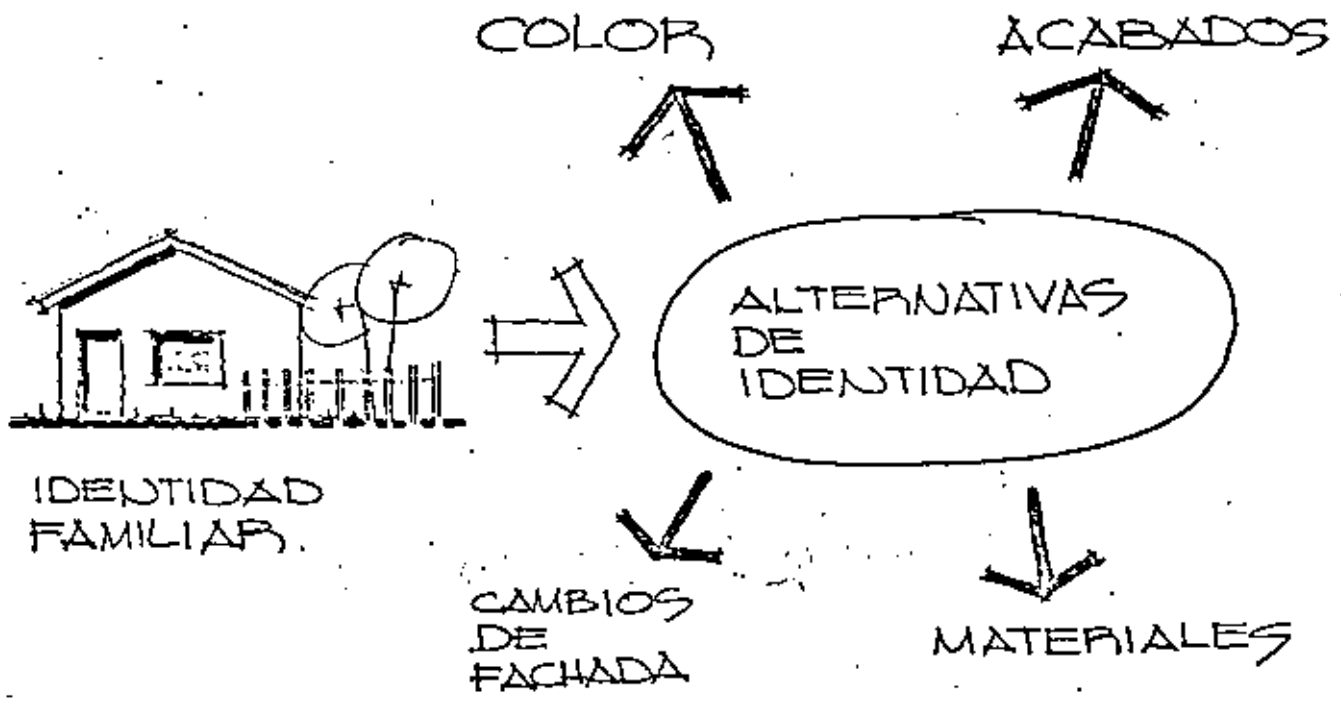 COLOR
ACABADOS
ALTERNATIVAS
DE
IDENTIDAD
IDENTIDAD
FAMILIAR.
CAMBIOS
DE
FACHADA
MATERIALES